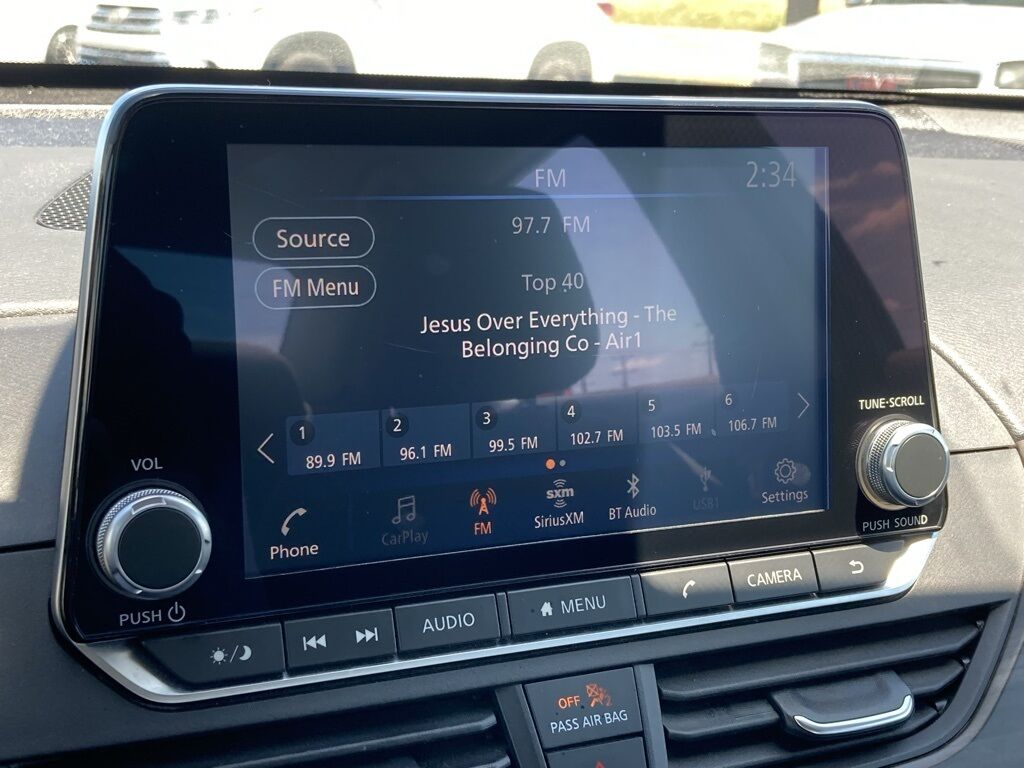 FM
2:34
Source
97.7 FM
FM Menu
Top 40
Jesus Over Everything - The
Belonging Co - Air1
TUNE·SCROLL
1
2
3
4
5
6
89.9 FM
96.1 FM
99.5 FM
102.7 FM
103.5 FM
106.7 FM
VOL
sxm
Phone
CarPlay
FM
SiriusXM
BT Audio
USB1
Settings
PUSH SOUND
PUSH
AUDIO
MENU
CAMERA
OFF
2
PASS AIR BAG